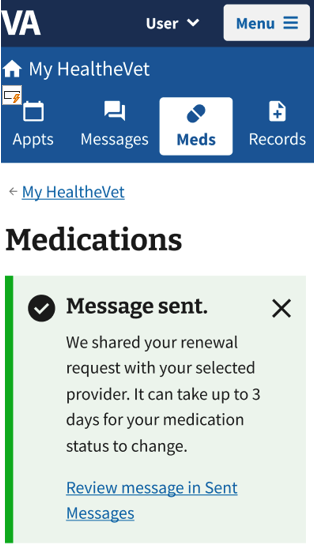 VA
User
Menu
My HealtheVet
Appts
Messages
Meds
Records
My HealtheVet
Medications
Message sent.
We shared your renewal
request with your selected
provider. It can take up to 3
days for your medication
status to change.
Review message in Sent
Messages